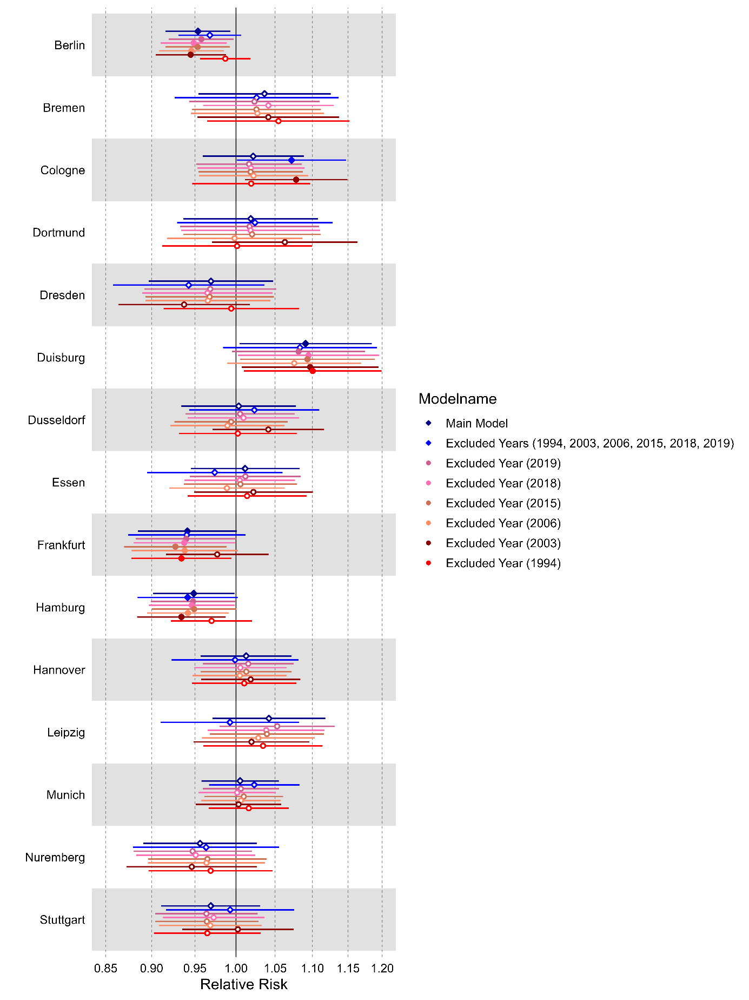 Berlin
Bremen
Cologne
Dortmund
Dresden
Duisburg
Dusseldorf
Essen
Frankfurt
Hamburg
Hannover
Leipzig
Munich
Nuremberg
Stuttgart
0.85 0.90 0.95 1.00 1.05 1.10 1.15 1.20
Relative Risk
Modelname
Main Model
Excluded Years (1994, 2003, 2006, 2015, 2018, 2019)
Excluded Year (2019)
Excluded Year (2018)
Excluded Year (2015)
Excluded Year (2006)
Excluded Year (2003)
Excluded Year (1994)